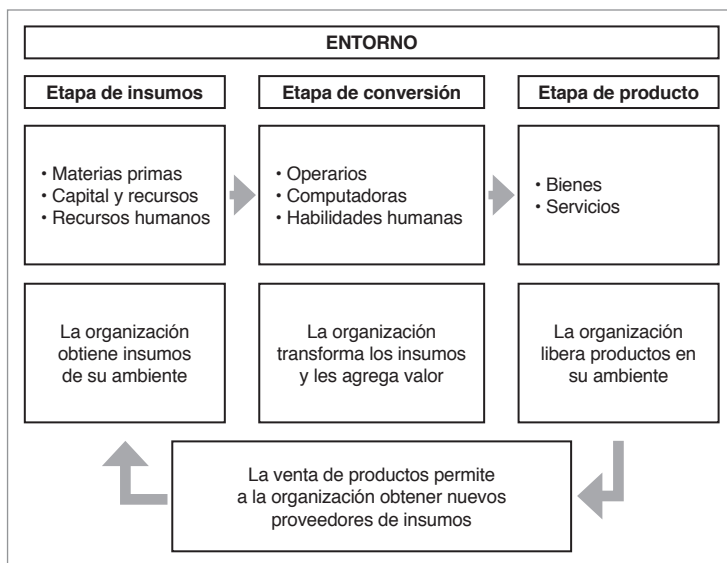 ENTORNO
Etapa de insumos
Etapa de conversión
Etapa de producto
• Materias primas
• Capital y recursos
• Recursos humanos
• Operarios
• Computadoras
• Habilidades humanas
• Bienes
• Servicios
La organización
obtiene insumos
de su ambiente
La organización
transforma los insumos
y les agrega valor
La organización
libera productos en
su ambiente
La venta de productos permite
a la organización obtener nuevos
proveedores de insumos